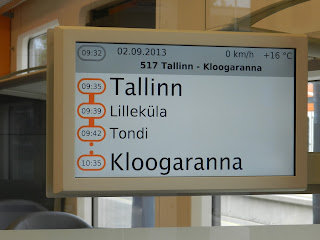 09:32 02.09.2013 0 km/h +16 °C
517 Tallinn - Kloogaranna
09:35 Tallinn
09:39 Lilleküla
09:42 Tondi
10:35 Kloogaranna